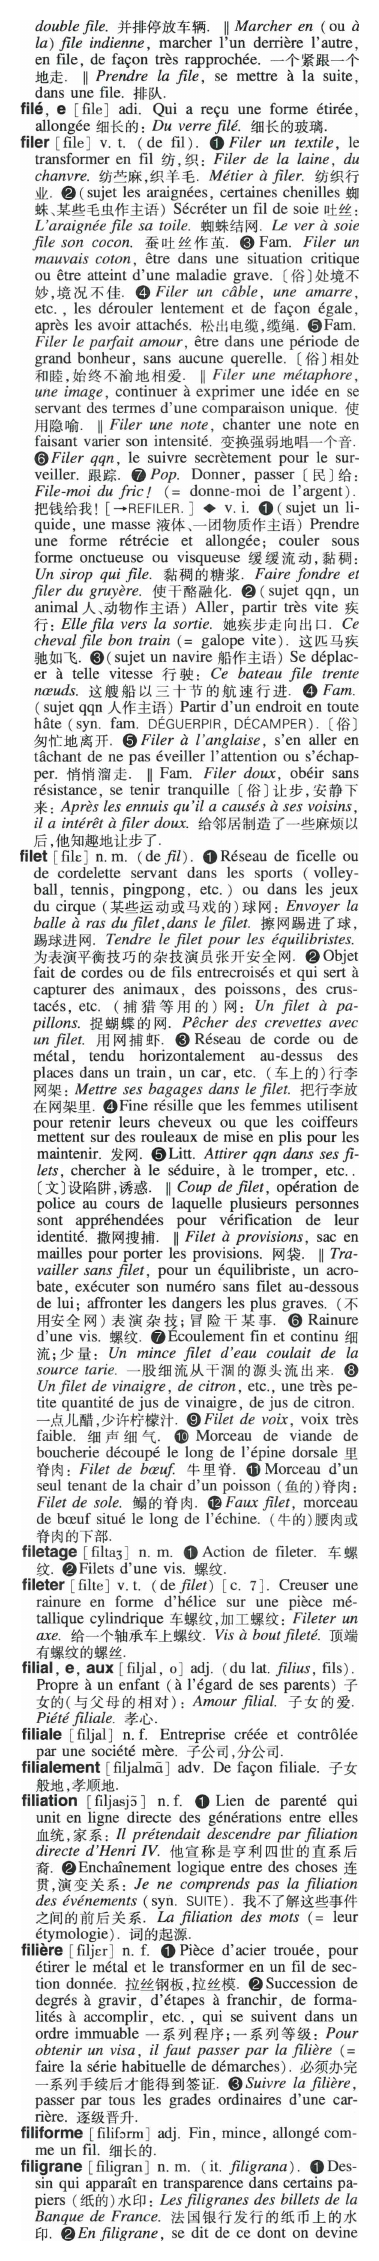 double file. 并排停放车辆. ‖ Marcher en (ou à
la) file indienne, marcher l'un derrière l'autre,
en file, de façon très rapprochée. 一个紧跟一个
地走. ‖ Prendre la file, se mettre à la suite,
dans une file. 排队.
filé, e [file] adi. Qui a reçu une forme étirée,
allongée 细长的: Du verre filé. 细长的玻璃.
filer [file] v. t. (de fil). ❶ Filer un textile, le
transformer en fil 纺,织: Filer de la laine, du
chanvre. 纺苎麻,织羊毛. Métier à filer. 纺织行
业. ❷ (sujet les araignées, certaines chenilles 蜘
蛛、某些毛虫作主语) Sécréter un fil de soie 吐丝:
L'araignée file sa toile. 蜘蛛结网. Le ver à soie
file son cocon. 蚕吐丝作茧. ❸ Fam. Filer un
mauvais coton, être dans une situation critique
ou être atteint d'une maladie grave. 〔俗〕处境不
妙,境况不佳. ❹ Filer un câble, une amarre,
etc., les dérouler lentement et de façon égale,
après les avoir attachés. 松出电缆,缆绳. ❺ Fam.
Filer le parfait amour, être dans une période de
grand bonheur, sans aucune querelle. 〔俗〕相处
和睦,始终不渝地相爱. ‖ Filer une métaphore,
une image, continuer à exprimer une idée en se
servant des termes d'une comparaison unique. 使
用隐喻. ‖ Filer une note, chanter une note en
faisant varier son intensité. 变换强弱地唱一个音.
❻ Filer qqn, le suivre secrètement pour le sur-
veiller. 跟踪. ❼ Pop. Donner, passer [民]给:
File-moi du fric! (= donne-moi de l'argent).
把钱给我! [→REFILER.] ◆ v. i. ❶ (sujet un li-
quide, une masse 液体、一团物质作主语) Prendre
une forme rétrécie et allongée; couler sous
forme onctueuse ou visqueuse 缓缓流动,黏稠:
Un sirop qui file. 黏稠的糖浆. Faire fondre et
filer du gruyère. 使干酪融化. ❷ (sujet qqn, un
animal 人、动物作主语) Aller, partir très vite 疾
行: Elle fila vers la sortie. 她疾步走向出口. Ce
cheval file bon train (= galope vite). 这匹马疾
驰如飞. ❸ (sujet un navire 船作主语) Se déplac-
er à telle vitesse 行驶: Ce bateau file trente
nœuds. 这艘船以三十节的航速行进. ❹ Fam.
(sujet qqn 人作主语) Partir d'un endroit en toute
hâte (syn. fam. DÉGUERPIR, DÉCAMPER). 〔俗〕
匆忙地离开. ❺ Filer à l'anglaise, s'en aller en
tâchant de ne pas éveiller l'attention ou s'échap-
per. 悄悄溜走. ‖ Fam. Filer doux, obéir sans
résistance, se tenir tranquille 〔俗〕让步,安静下
来: Après les ennuis qu'il a causés à ses voisins,
il a intérêt à filer doux. 给邻居制造了一些麻烦以
后,他知趣地让步了.
filet [filɛ] n. m. (de fil). ❶ Réseau de ficelle ou
de cordelette servant dans les sports (volley-
ball, tennis, pingpong, etc.) ou dans les jeux
du cirque (某些运动或马戏的)球网: Envoyer la
balle à ras du filet,dans le filet. 擦网踢进了球,
踢球进网. Tendre le filet pour les équilibristes.
为表演平衡技巧的杂技演员张开安全网. ❷ Objet
fait de cordes ou de fils entrecroisés et qui sert à
capturer des animaux, des poissons, des crus-
tacés, etc. (捕猎等用的)网: Un filet à pa-
pillons. 捉蝴蝶的网. Pêcher des crevettes avec
un filet. 用网捕虾. ❸ Réseau de corde ou de
métal, tendu horizontalement au-dessus des
places dans un train, un car, etc. (车上的)行李
网架: Mettre ses bagages dans le filet. 把行李放
在网架里. ❹ Fine résille que les femmes utilisent
pour retenir leurs cheveux ou que les coiffeurs
mettent sur des rouleaux de mise en plis pour les
maintenir. 发网. ❺ Litt. Attirer qqn dans ses fi-
lets, chercher à le séduire, à le tromper, etc..
〔文〕设陷阱,诱惑. ‖ Coup de filet, opération de
police au cours de laquelle plusieurs personnes
sont appréhendées pour vérification de leur
identité. 撒网搜捕. ‖ Filet à provisions, sac en
mailles pour porter les provisions. 网袋. ‖ Tra-
vailler sans filet, pour un équilibriste, un acro-
bate, exécuter son numéro sans filet au-dessous
de lui; affronter les dangers les plus graves. (不
用安全网)表演杂技;冒险干某事. ❻ Rainure
d'une vis. 螺纹. ❼ Écoulement fin et continu 细
流;少量: Un mince filet d'eau coulait de la
source tarie. 一股细流从干涸的源头流出来. ❽
Un filet de vinaigre, de citron, etc., une très pe-
tite quantité de jus de vinaigre, de jus de citron.
一点儿醋,少许柠檬汁. ❾ Filet de voix, voix très
faible. 细声细气. ❿ Morceau de viande de
boucherie découpé le long de l'épine dorsale 里
脊肉: Filet de bœuf. 牛里脊. ⓫ Morceau d'un
seul tenant de la chair d'un poisson (鱼的)脊肉:
Filet de sole. 鳎的脊肉. ⓬ Faux filet, morceau
de bœuf situé le long de l'échine. (牛的)腰肉或
脊肉的下部.
filetage [filtaʒ] n. m. ❶ Action de fileter. 车螺
纹. ❷ Filets d'une vis. 螺纹.
fileter [filte] v. t. (de filet) [c. 7]. Creuser une
rainure en forme d'hélice sur une pièce mé-
tallique cylindrique 车螺纹,加工螺纹: Fileter un
axe. 给一个轴承车上螺纹. Vis à bout fileté. 顶端
有螺纹的螺丝.
filial, e, aux [filjal, o] adj. (du lat. filius, fils).
Propre à un enfant (à l'égard de ses parents) 子
女的(与父母的相对): Amour filial. 子女的爱.
Piété filiale. 孝心.
filiale [filjal] n. f. Entreprise créée et contrôlée
par une société mère. 子公司,分公司.
filialement [filjalmɑ̃] adv. De façon filiale. 子女
般地,孝顺地.
filiation [filjasjɔ̃] n. f. ❶ Lien de parenté qui
unit en ligne directe des générations entre elles
血统,家系: Il prétendait descendre par filiation
directe d'Henri IV. 他宣称是亨利四世的直系后
裔. ❷ Enchaînement logique entre des choses 连
贯,演变关系: Je ne comprends pas la filiation
des événements (syn. SUITE). 我不了解这些事件
之间的前后关系. La filiation des mots (= leur
étymologie). 词的起源.
filière [filjɛr] n. f. ❶ Pièce d'acier trouée, pour
étirer le métal et le transformer en un fil de sec-
tion donnée. 拉丝钢板,拉丝模. ❷ Succession de
degrés à gravir, d'étapes à franchir, de forma-
lités à accomplir, etc., qui se suivent dans un
ordre immuable 一系列程序;一系列等级: Pour
obtenir un visa, il faut passer par la filière (=
faire la série habituelle de démarches). 必须办完
一系列手续后才能得到签证. ❸ Suivre la filière,
passer par tous les grades ordinaires d'une car-
rière. 逐级晋升.
filiforme [filifɔrm] adj. Fin, mince, allongé com-
me un fil. 细长的.
filigrane [filigran] n. m. (it. filigrana). ❶ Des-
sin qui apparaît en transparence dans certains pa-
piers (纸的)水印: Les filigranes des billets de la
Banque de France. 法国银行发行的纸币上的水
印. ❷ En filigrane, se dit de ce dont on devine